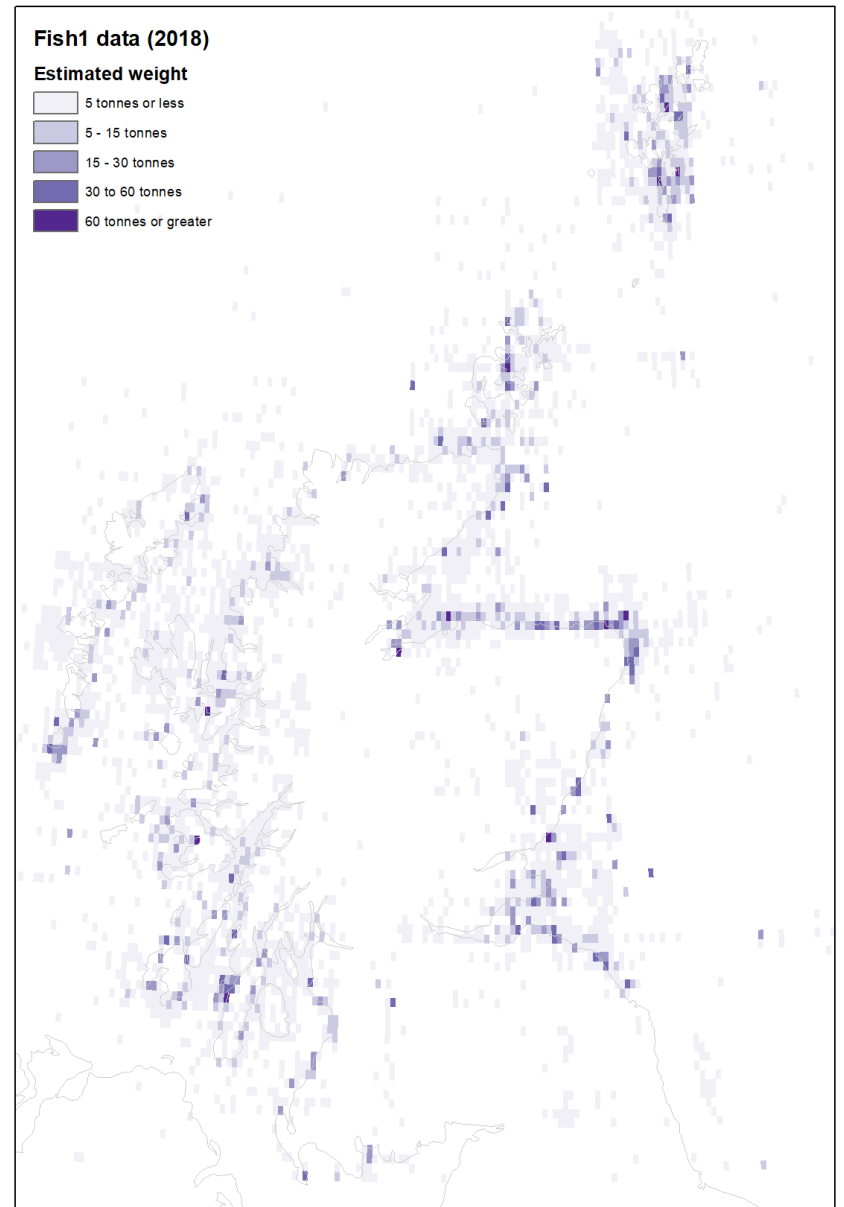 Fish1 data (2018)
Estimated weight
5 tonnes or less
5 - 15 tonnes
15 - 30 tonnes
30 to 60 tonnes
60 tonnes or greater